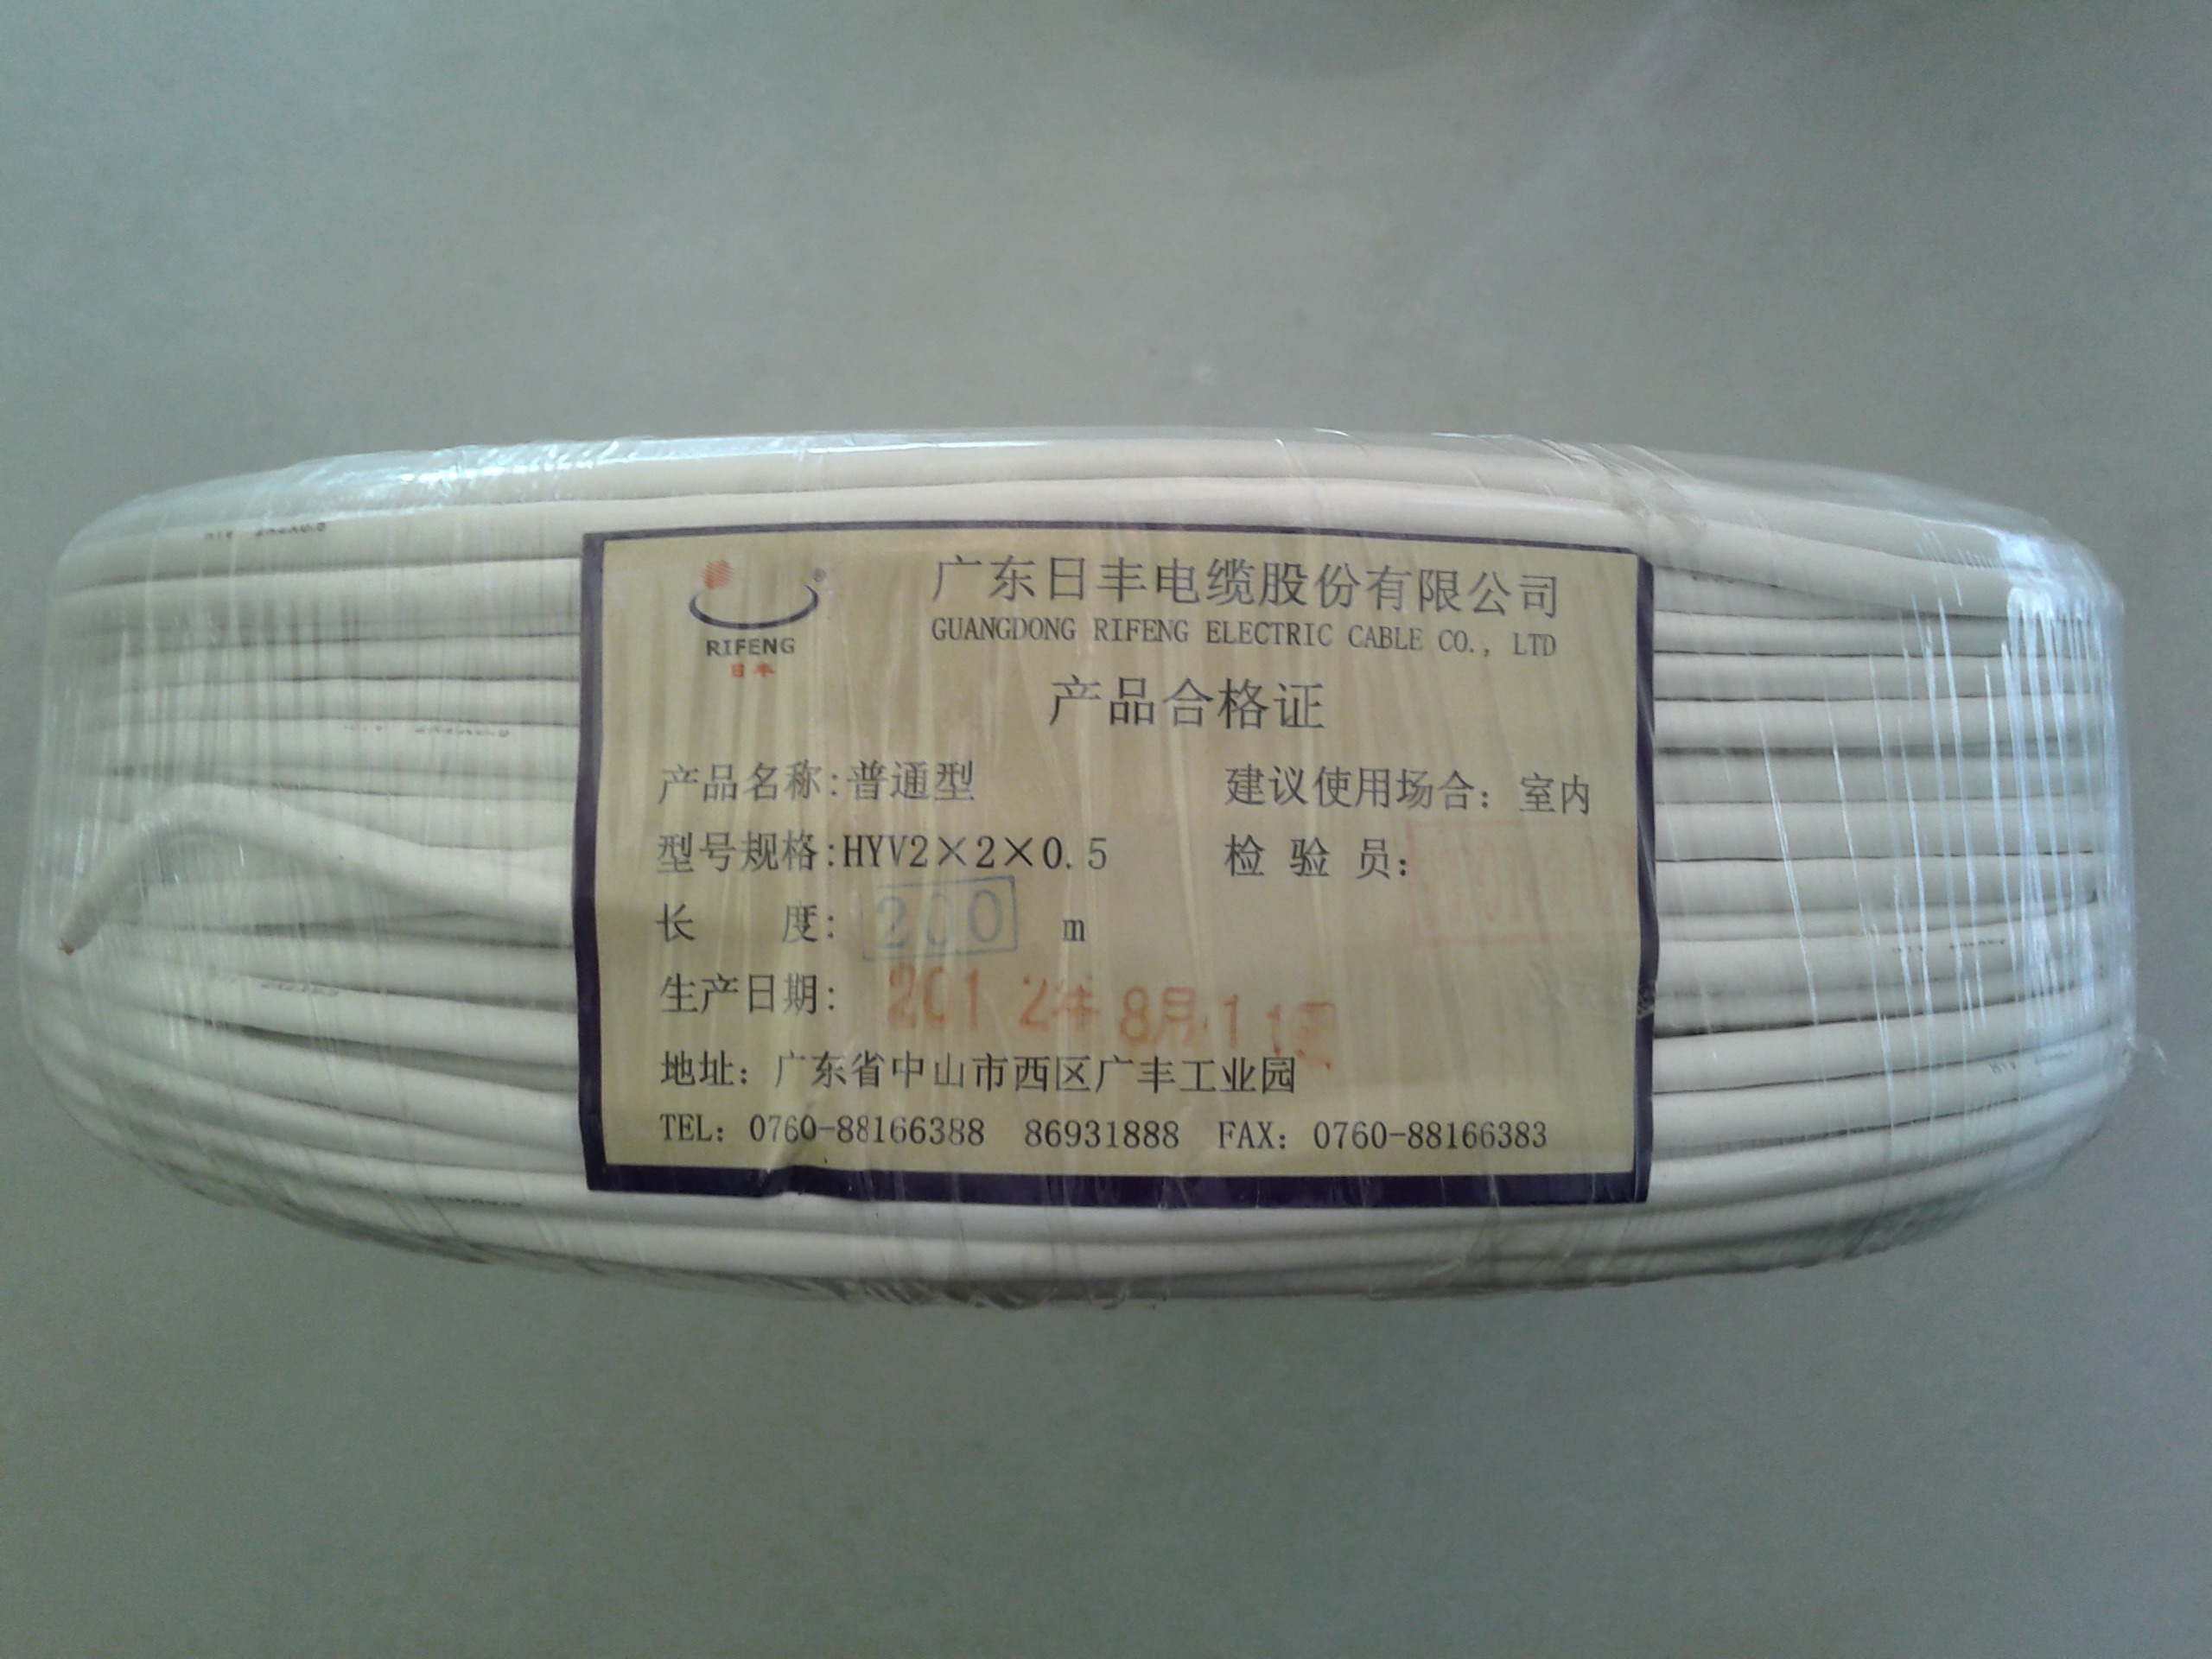 RIFENG
日丰
广东日丰电缆股份有限公司
GUANGDONG RIFENG ELECTRIC CABLE CO., LTD
产品合格证
产品名称:普通型 建议使用场合: 室内
型号规格:HYV2×2×0.5 检 验 员:
长 度: 200 m
生产日期: 2012年8月11日
地址: 广东省中山市西区广丰工业园
TEL: 0760-88166388 86931888 FAX: 0760-88166383